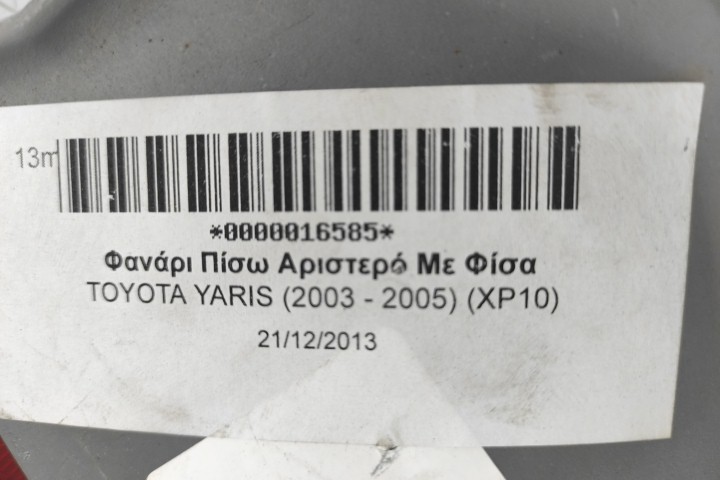 13m
*0000016585*
Φανάρι Πίσω Αριστερό Με Φίσα
TOYOTA YARIS (2003 - 2005) (XP10)
21/12/2013